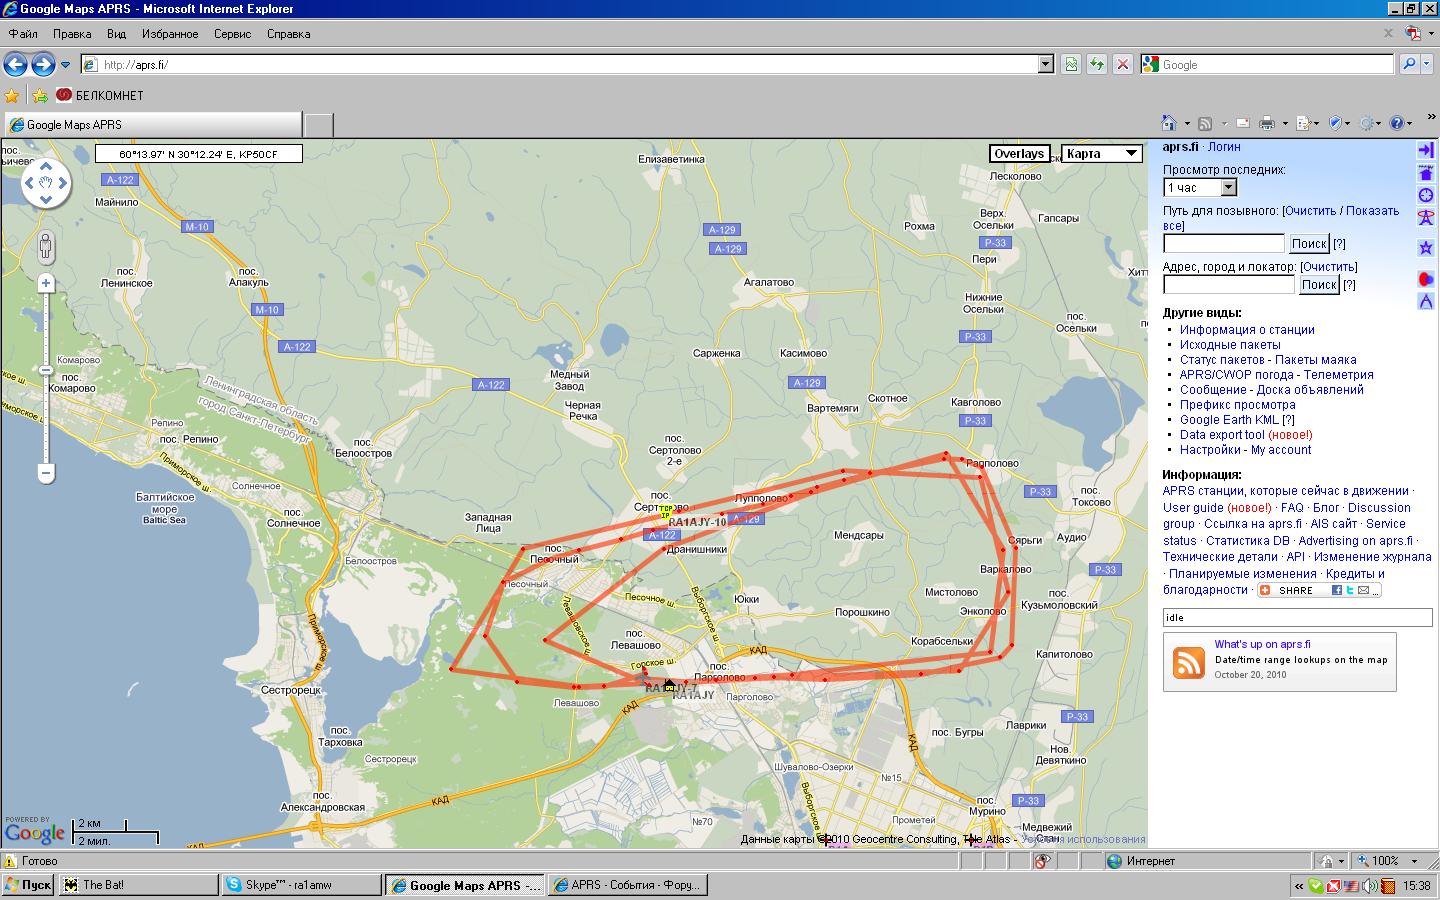 Google Maps APRS - Microsoft Internet Explorer
Файл Правка Вид Избранное Сервис Справка
http://aprs.fi/
Google
БЕЛКОМНЕТ
Google Maps APRS
60°13.97' N 30°12.24' E, KP50CF
Overlays
Карта
Елизаветинка
Лесколово
А-122
Майнило
М-10
А-129
А-129
Рохма
Верх.
Осельки
Гапсары
Р-33
Пери
пос.
Ленинское
пос.
Алакуль
Агалатово
Хит
Нижние
Осельки
М-10
пос.
Осельки
Р-33
А-122
Сарженка
Касимово
Комарово
пос.
Комарово
Медный
Завод
А-122
А-129
Ленинградская область
город Санкт-Петербург
Черная
Речка
Вартемяги
Скотное
Кавголово
Р-33
Репино
пос. Репино
пос.
Белоостров
пос.
Сертолово
2-е
Приморское ш.
Рапполово
Солнечное
Балтийское
море
Baltic Sea
Р-33
пос.
Токсово
пос.
Солнечное
Западная
Лица
пос.
Сертолово
Лупполово
RA1AJY-10
А-129
А-122
Мендсары
Сярьги
Аудио
Дранишники
пос.
Песочный
Белоостров
Варкалово
Р-33
Песочный
Песочное ш.
Юкки
Мистолово
Кузьмоловский
Левашовское ш.
Выборгское ш.
Порошкино
Энколово
Приморское ш.
пос.
Левашово
Корабсельки
КАД
Капитолово
Горское ш.
пос.
Парголово
Сестрорецк
RA1AJY-7
RA1AJY
Парголово
Левашово
КАД
Р-33
Лаврики
пос. Бугры
пос.
Тарховка
КАД
Нов.
Девяткино
Сестрорецк
Шувалово-Озерки
№15
пос.
Александровская
КАД
Выборгское ш.
пос.
Мурино
Р-33
№70
Прометей
Медвежий
Стан
POWERED BY
Google
2 км
2 мил.
Данные карты ©2010 Geocentre Consulting, Tele Atlas - Условия использования
aprs.fi · Логин
Просмотр последних:
1 час
Путь для позывного: [Очистить / Показать
все]
Поиск [?]
Адрес, город и локатор: [Очистить]
Поиск [?]
Другие виды:
• Информация о станции
• Исходные пакеты
• Статус пакетов - Пакеты маяка
• APRS/CWOP погода - Телеметрия
• Сообщение - Доска объявлений
• Префикс просмотра
• Google Earth KML [?]
• Data export tool (новое!)
• Настройки - My account
Информация:
APRS станции, которые сейчас в движении ·
User guide (новое!) · FAQ · Блог · Discussion
group · Ссылка на aprs.fi · AIS сайт · Service
status · Статистика DB · Advertising on aprs.fi ·
Технические детали · API · Изменение журнала
· Планируемые изменения · Кредиты и
благодарности · SHARE
idle
What's up on aprs.fi
Date/time range lookups on the map
October 20, 2010
Готово
Интернет
100%
Пуск
The Bat!
Skype™ - ra1amw
Google Maps APRS -...
APRS - События - Фору...
15:38